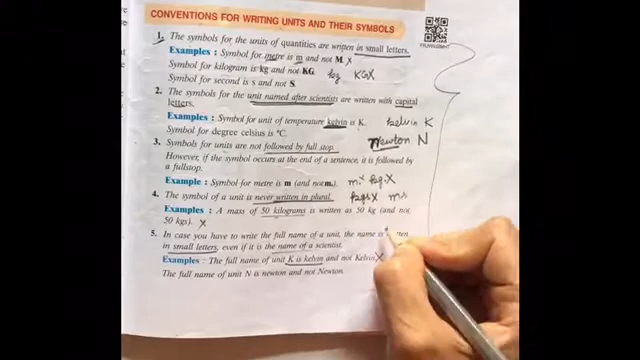 CONVENTIONS FOR WRITING UNITS AND THEIR SYMBOLS
1. The symbols for the units of quantities are written in small letters.
Examples : Symbol for metre is m and not M. X
Symbol for kilogram is kg and not KG. kg KGX
Symbol for second is s and not S.
2. The symbols for the unit named after scientists are written with capital
letters.
Examples : Symbol for unit of temperature kelvin is K. kelvin K
Symbol for degree celsius is °C. Newton N
3. Symbols for units are not followed by full stop.
However, if the symbol occurs at the end of a sentence, it is followed by
a fullstop.
Example : Symbol for metre is m (and not m.). m.X kg.X
4. The symbol of a unit is never written in plural. kgs X
Examples : A mass of 50 kilograms is written as 50 kg (and not
50 kgs). X
5. In case you have to write the full name of a unit, the name is
in small letters, even if it is the name of a scientist.
Examples : The full name of unit K is kelvin and not Kelvin. X
The full name of unit N is newton and not Newton.